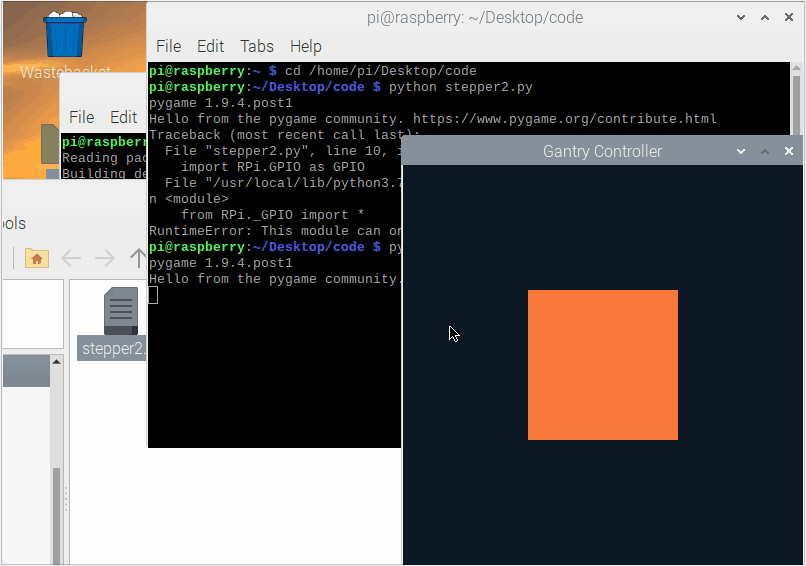 pi@raspberry: ~/Desktop/code
File Edit Tabs Help
Wastebasket
pi@raspberry:~ $ cd /home/pi/Desktop/code
pi@raspberry:~/Desktop/code $ python stepper2.py
pygame 1.9.4.post1
Hello from the pygame community. https://www.pygame.org/contribute.html
Traceback (most recent call last):
File "stepper2.py", line 10, i
import RPi.GPIO as GPIO
File "/usr/local/lib/python3.7
n <module>
from RPi._GPIO import *
RuntimeError: This module can on
pi@raspberry:~/Desktop/code $ py
pygame 1.9.4.post1
Hello from the pygame community.
File Edit
pi@raspberr
Reading pac
Building de
ools
stepper2.
Gantry Controller